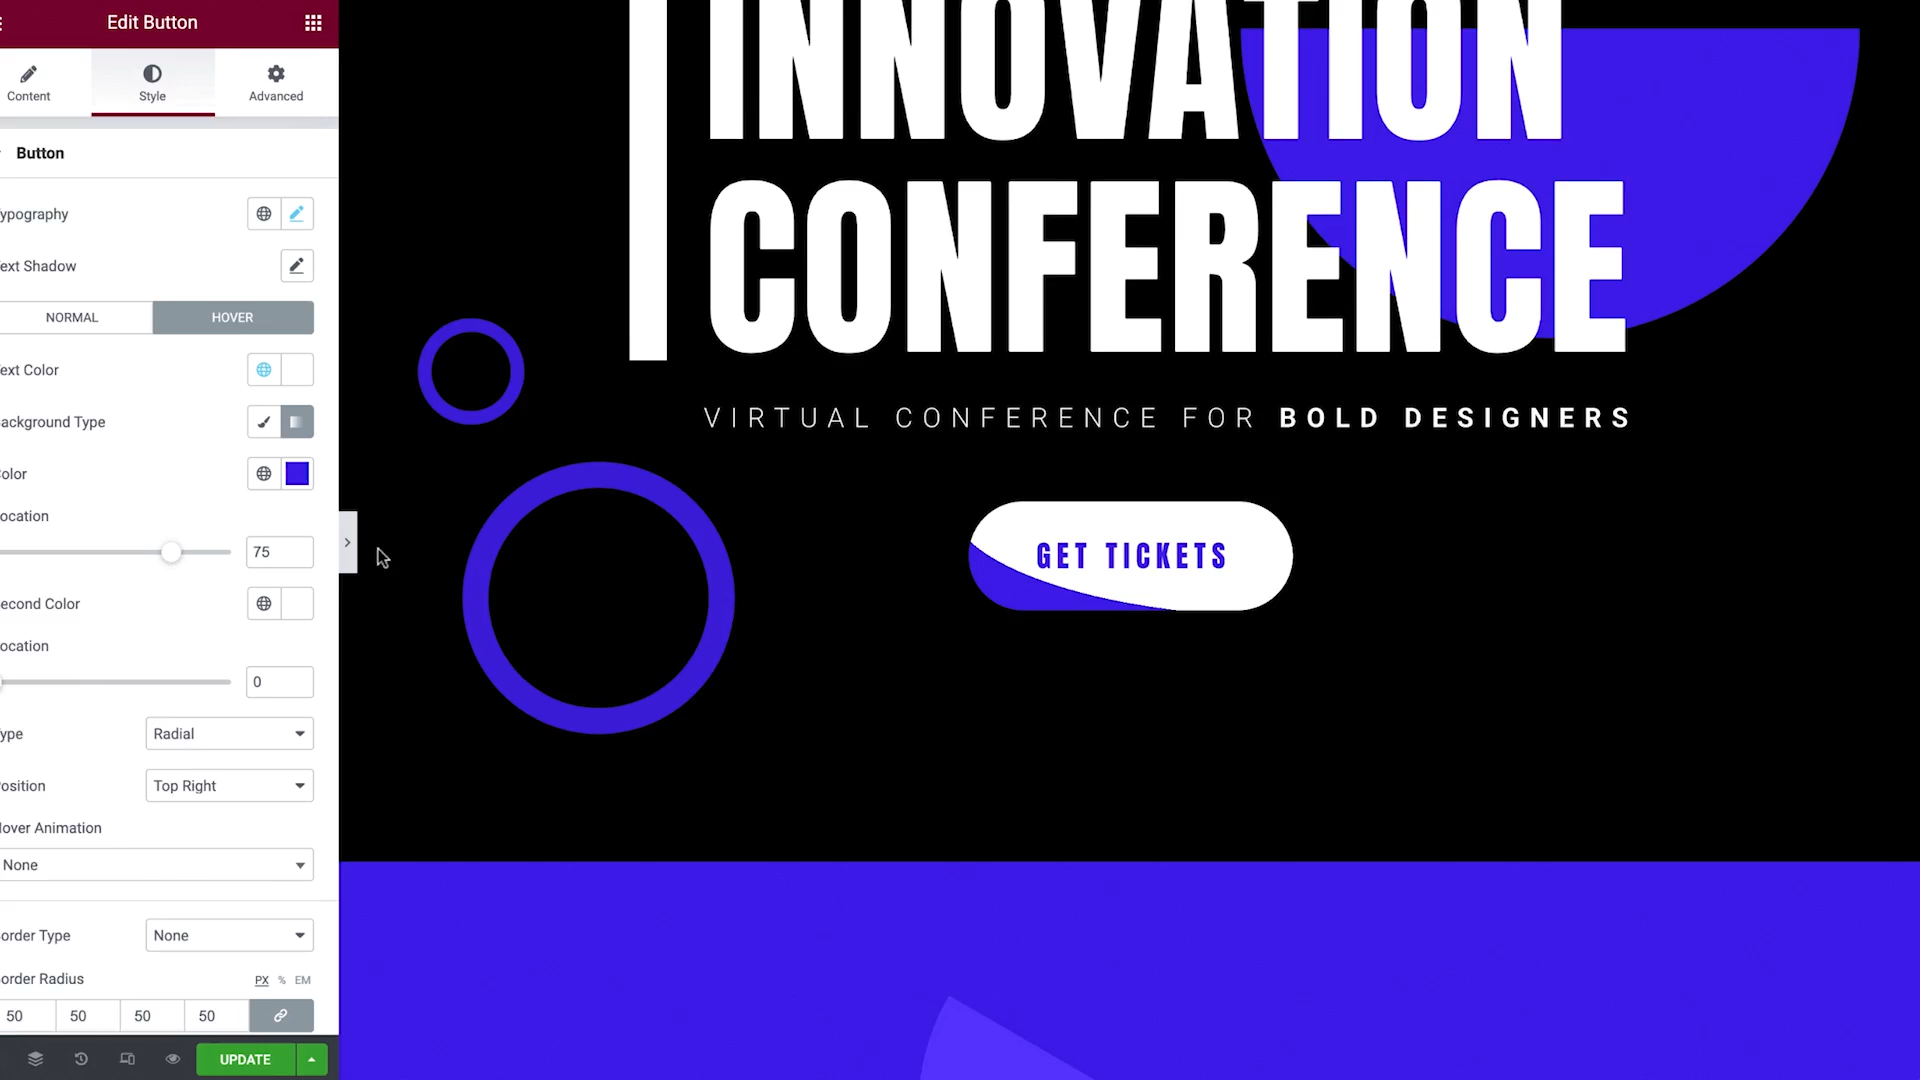 Edit Button
Content
Style
Advanced
Button
ypography
ext Shadow
NORMAL
HOVER
ext Color
ackground Type
olor
ocation
75
econd Color
ocation
0
ype
Radial
osition
Top Right
over Animation
None
order Type
None
order Radius
PX % EM
50 50 50 50
UPDATE
INNOVATION
CONFERENCE
VIRTUAL CONFERENCE FOR BOLD DESIGNERS
GET TICKETS